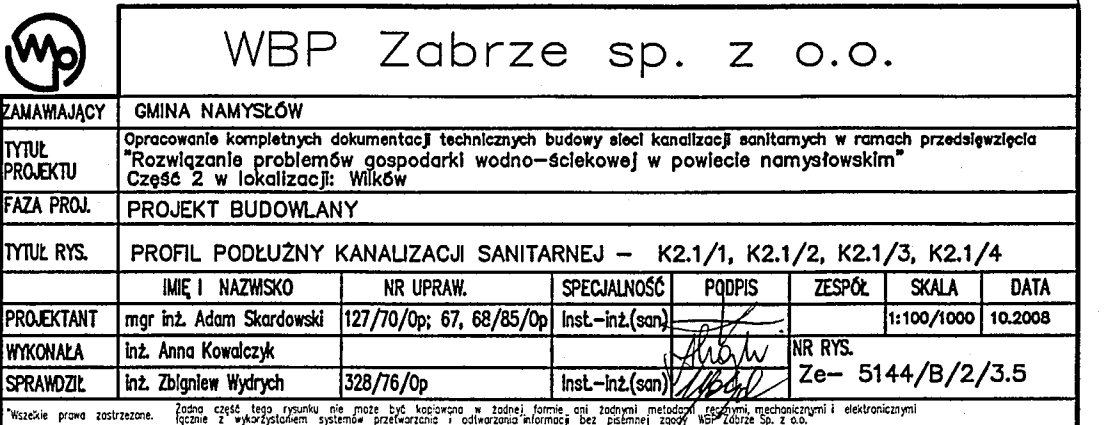 WP
WBP Zabrze sp. z o.o.
ZAMAWIAJĄCY GMINA NAMYSŁÓW
TYTUŁ PROJEKTU
Opracowanie kompletnych dokumentacji technicznych budowy sieci kanalizacji sanitarnych w ramach przedsięwzięcia
"Rozwiązanie problemów gospodarki wodno-ściekowej w powiecie namysłowskim"
Część 2 w lokalizacji: Wilków
FAZA PROJ. PROJEKT BUDOWLANY
TYTUŁ RYS. PROFIL PODŁUŻNY KANALIZACJI SANITARNEJ – K2.1/1, K2.1/2, K2.1/3, K2.1/4
IMIĘ I NAZWISKO NR UPRAW. SPECJALNOŚĆ PODPIS ZESPÓŁ SKALA DATA
PROJEKTANT mgr inż. Adam Skardowski 127/70/Op; 67, 68/85/Op Inst.-inż.(san) 1:100/1000 10.2008
WYKONAŁA inż. Anna Kowalczyk NR RYS.
SPRAWDZIŁ inż. Zbigniew Wydrych 328/76/Op Inst.-inż.(san) Ze- 5144/B/2/3.5
"Wszelkie prawa zastrzeżone. Żadna część tego rysunku nie może być kopiowana w żadnej formie ani żadnymi metodami ręcznymi, mechanicznymi i elektronicznymi
łącznie z wykorzystaniem systemów przetwarzania i odtwarzania informacji bez pisemnej zgody WBP Zabrze Sp. z o.o."